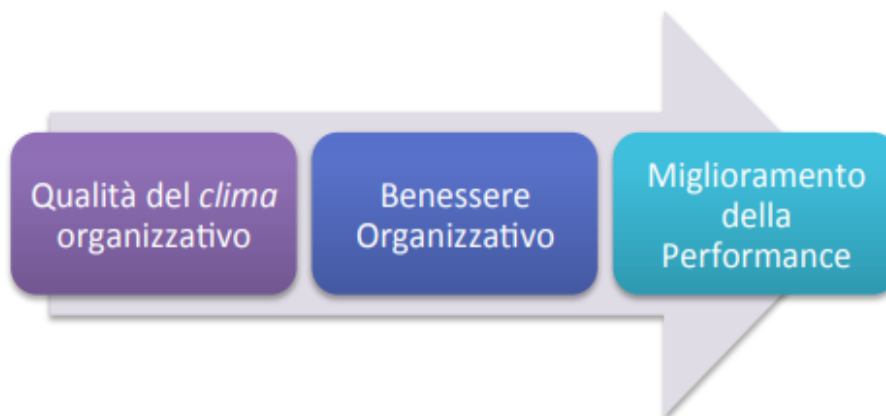 Qualità del clima
organizzativo
Benessere
Organizzativo
Miglioramento
della
Performance